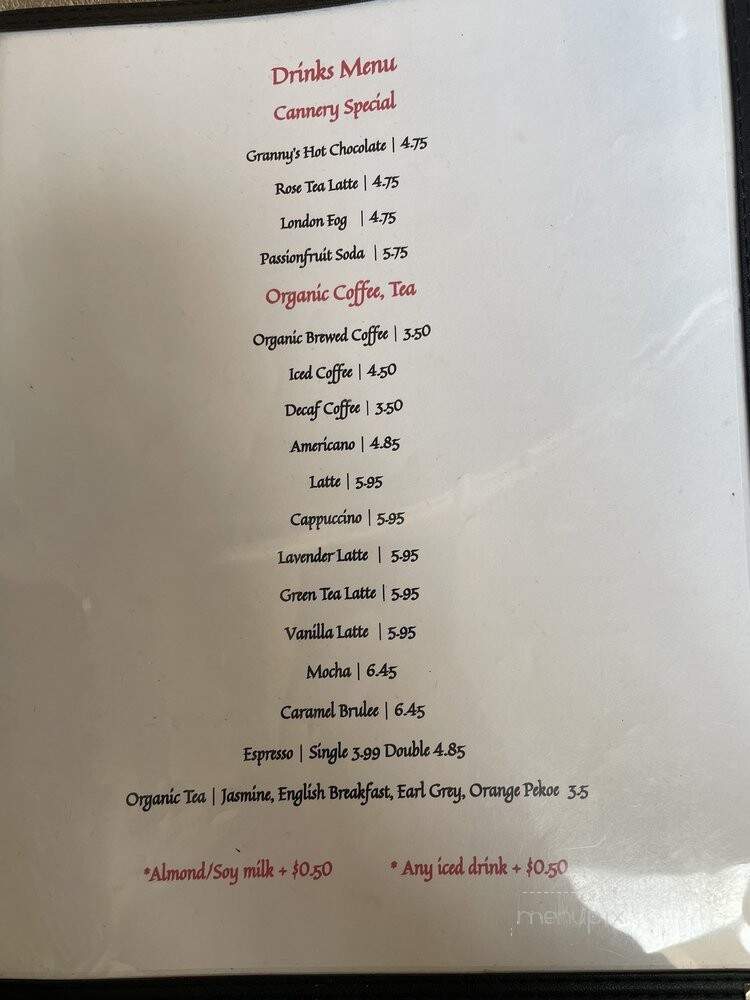 Drinks Menu
Cannery Special
Granny's Hot Chocolate | 4.75
Rose Tea Latte | 4.75
London Fog | 4.75
Passionfruit Soda | 5.75
Organic Coffee, Tea
Organic Brewed Coffee | 3.50
Iced Coffee | 4.50
Decaf Coffee | 3.50
Americano | 4.85
Latte | 5.95
Cappuccino | 5.95
Lavender Latte | 5.95
Green Tea Latte | 5.95
Vanilla Latte | 5.95
Mocha | 6.45
Caramel Brulee | 6.45
Espresso | Single 3.99 Double 4.85
Organic Tea | Jasmine, English Breakfast, Earl Grey, Orange Pekoe 3.5
*Almond/Soy milk + $0.50 * Any iced drink + $0.50